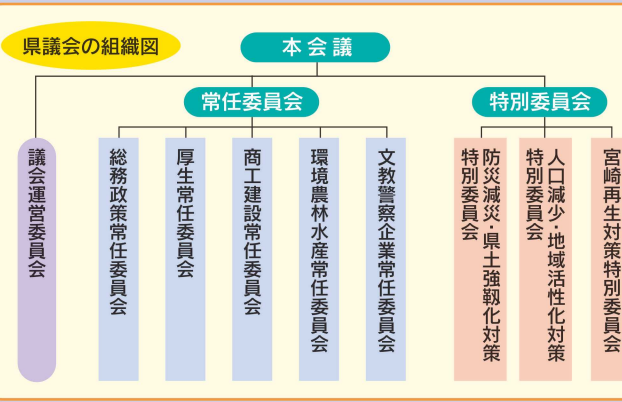 県議会の組織図
本会議
常任委員会
特別委員会
議会運営委員会
総務政策常任委員会
厚生常任委員会
商工建設常任委員会
環境農林水産常任委員会
文教警察企業常任委員会
防災減災・県土強靱化対策
特別委員会
人口減少・地域活性化対策
特別委員会
宮崎再生対策特別委員会